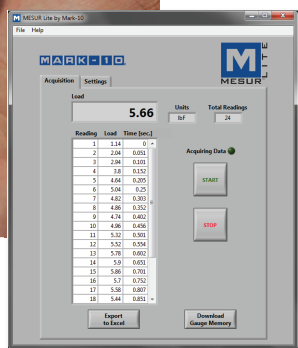 MESUR Lite by Mark-10
File Help
MARK-10
M
MESUR
LITE
Acquisition Settings
Load
5.66
Units
lbF
Total Readings
24
Reading Load Time [sec.]
1 1.14 0
2 2.04 0.051
3 2.94 0.101
4 3.8 0.152
5 4.64 0.205
6 5.04 0.25
7 4.82 0.303
8 4.86 0.352
9 4.74 0.402
10 4.96 0.456
11 5.32 0.501
12 5.52 0.554
13 5.78 0.602
14 5.9 0.651
15 5.86 0.701
16 5.7 0.752
17 5.58 0.807
18 5.44 0.851
Acquiring Data
START
STOP
Export
to Excel
Download
Gauge Memory